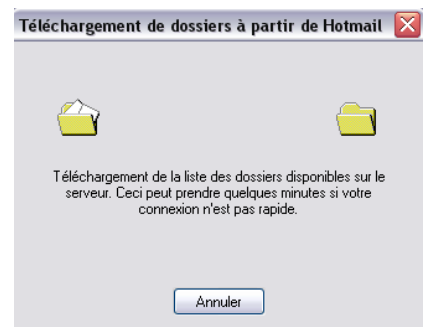 Téléchargement de dossiers à partir de Hotmail
Téléchargement de la liste des dossiers disponibles sur le
serveur. Ceci peut prendre quelques minutes si votre
connexion n'est pas rapide.
Annuler